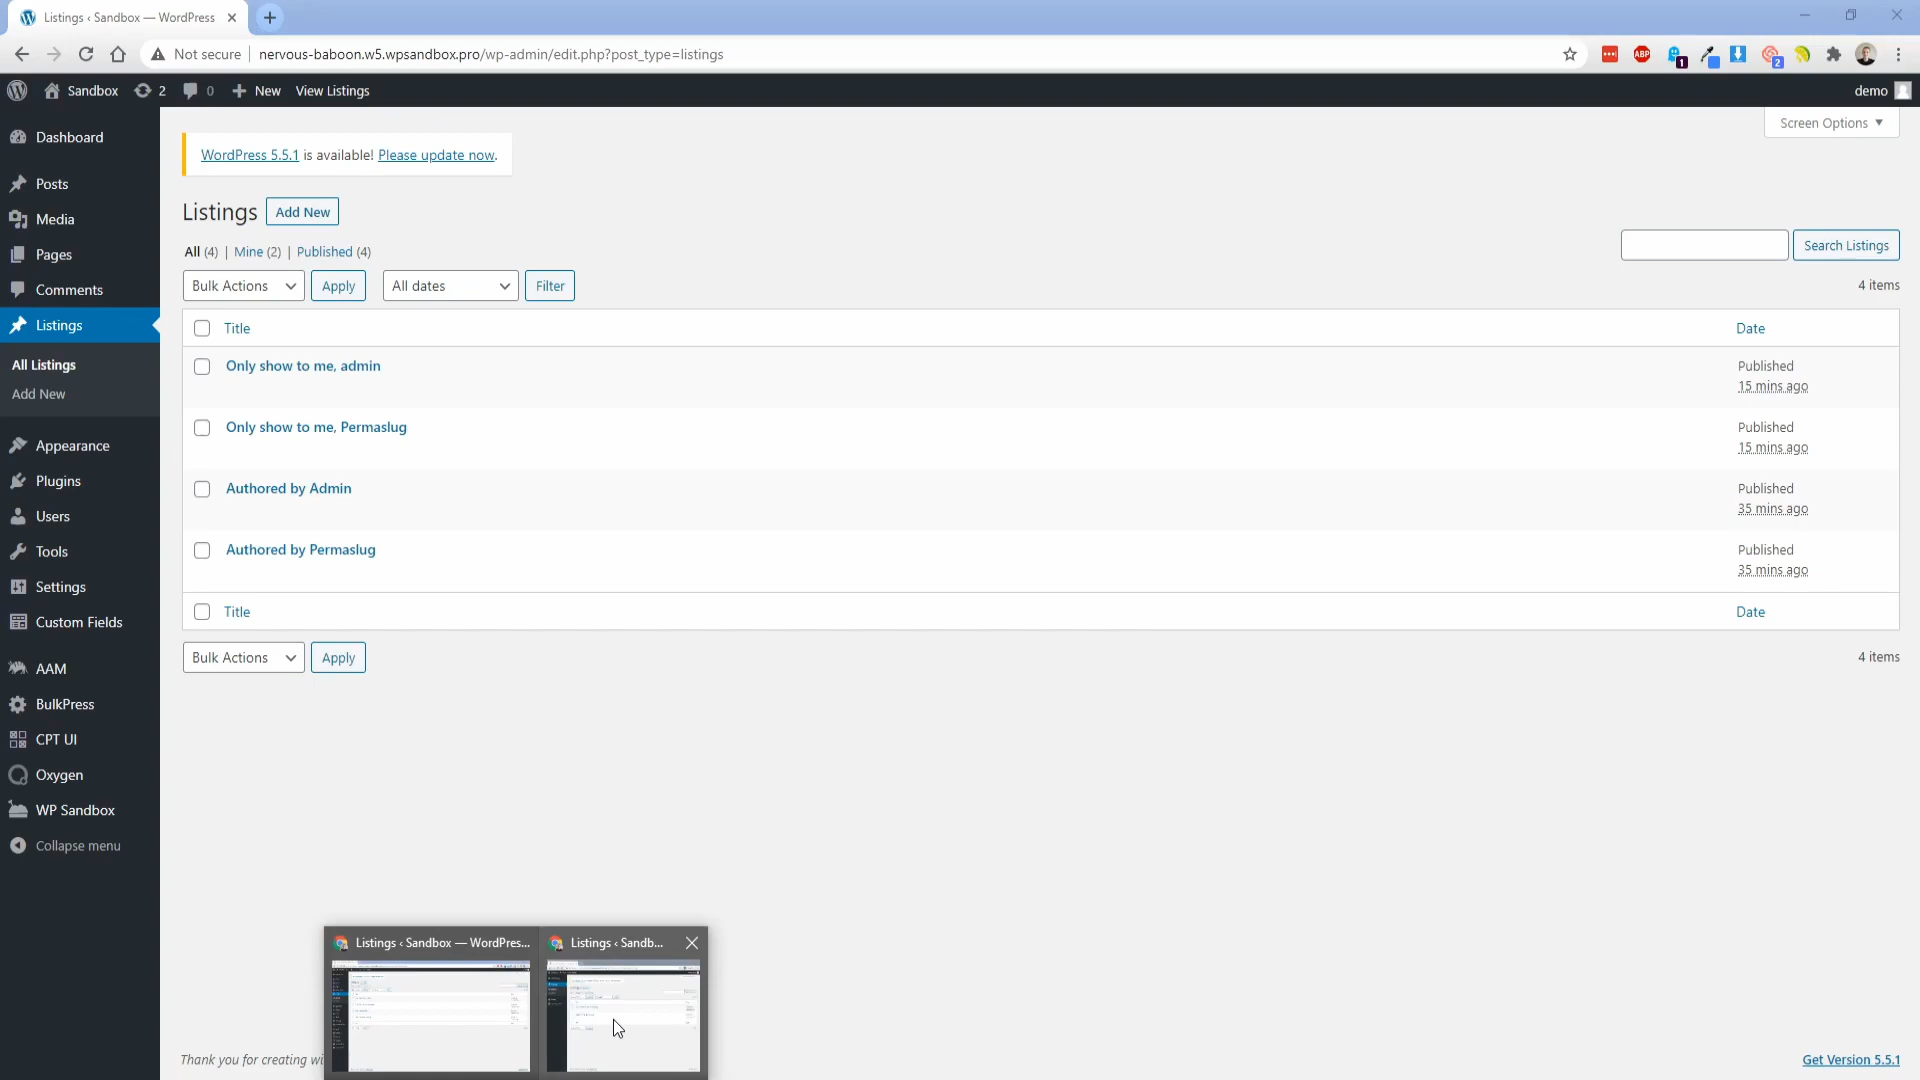 Listings ‹ Sandbox — WordPress
Not secure
nervous-baboon.w5.wpsandbox.pro/wp-admin/edit.php?post_type=listings
ABP
1
2
Sandbox
2
0
New
View Listings
demo
Screen Options
WordPress 5.5.1 is available! Please update now.
Dashboard
Posts
Media
Pages
Comments
Listings
All Listings
Add New
Appearance
Plugins
Users
Tools
Settings
Custom Fields
AAM
BulkPress
CPT UI
Oxygen
WP Sandbox
Collapse menu
Listings
Add New
All (4) | Mine (2) | Published (4)
Search Listings
Bulk Actions
Apply
All dates
Filter
4 items
Title
Date
Only show to me, admin
Published
15 mins ago
Only show to me, Permaslug
Published
15 mins ago
Authored by Admin
Published
35 mins ago
Authored by Permaslug
Published
35 mins ago
Title
Date
Bulk Actions
Apply
4 items
Listings ‹ Sandbox — WordPres...
Listings ‹ Sandb...
Thank you for creating wi
Get Version 5.5.1